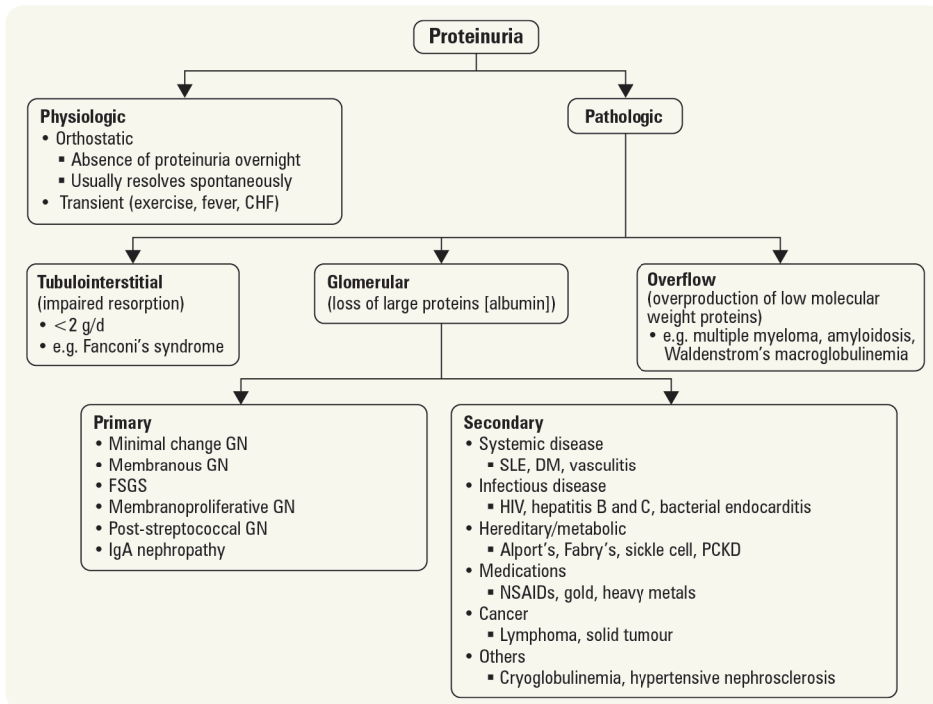 Proteinuria
Physiologic
• Orthostatic
▪ Absence of proteinuria overnight
▪ Usually resolves spontaneously
• Transient (exercise, fever, CHF)
Pathologic
Tubulointerstitial
(impaired resorption)
• <2 g/d
• e.g. Fanconi's syndrome
Glomerular
(loss of large proteins [albumin])
Overflow
(overproduction of low molecular
weight proteins)
• e.g. multiple myeloma, amyloidosis,
Waldenstrom's macroglobulinemia
Primary
• Minimal change GN
• Membranous GN
• FSGS
• Membranoproliferative GN
• Post-streptococcal GN
• IgA nephropathy
Secondary
• Systemic disease
▪ SLE, DM, vasculitis
• Infectious disease
▪ HIV, hepatitis B and C, bacterial endocarditis
• Hereditary/metabolic
▪ Alport's, Fabry's, sickle cell, PCKD
• Medications
▪ NSAIDs, gold, heavy metals
• Cancer
▪ Lymphoma, solid tumour
• Others
▪ Cryoglobulinemia, hypertensive nephrosclerosis